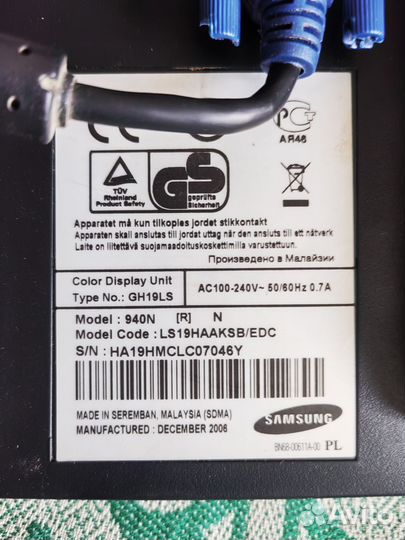 АЯ46
TÜV
Rheinland
Product Safety
GS
geprüfte
Sicherheit
Apparatet må kun tilkoples jordet stikkontakt
Apparaten skall anslutas till jordat uttag när den ansluts till ett nätverk
Laite on liitettävä suojamaadoituskoskettimilla varustettuun.
Произведено в Малайзии
Color Display Unit
Type No.: GH19LS
AC100-240V~ 50/60Hz 0.7A
Model : 940N [R] N
Model Code : LS19HAAKSB/EDC
S/N : HA19HMCLC07046Y
MADE IN SEREMBAN, MALAYSIA (SDMA)
MANUFACTURED : DECEMBER 2006
SAMSUNG
BN68-00611A-00 PL
Avito